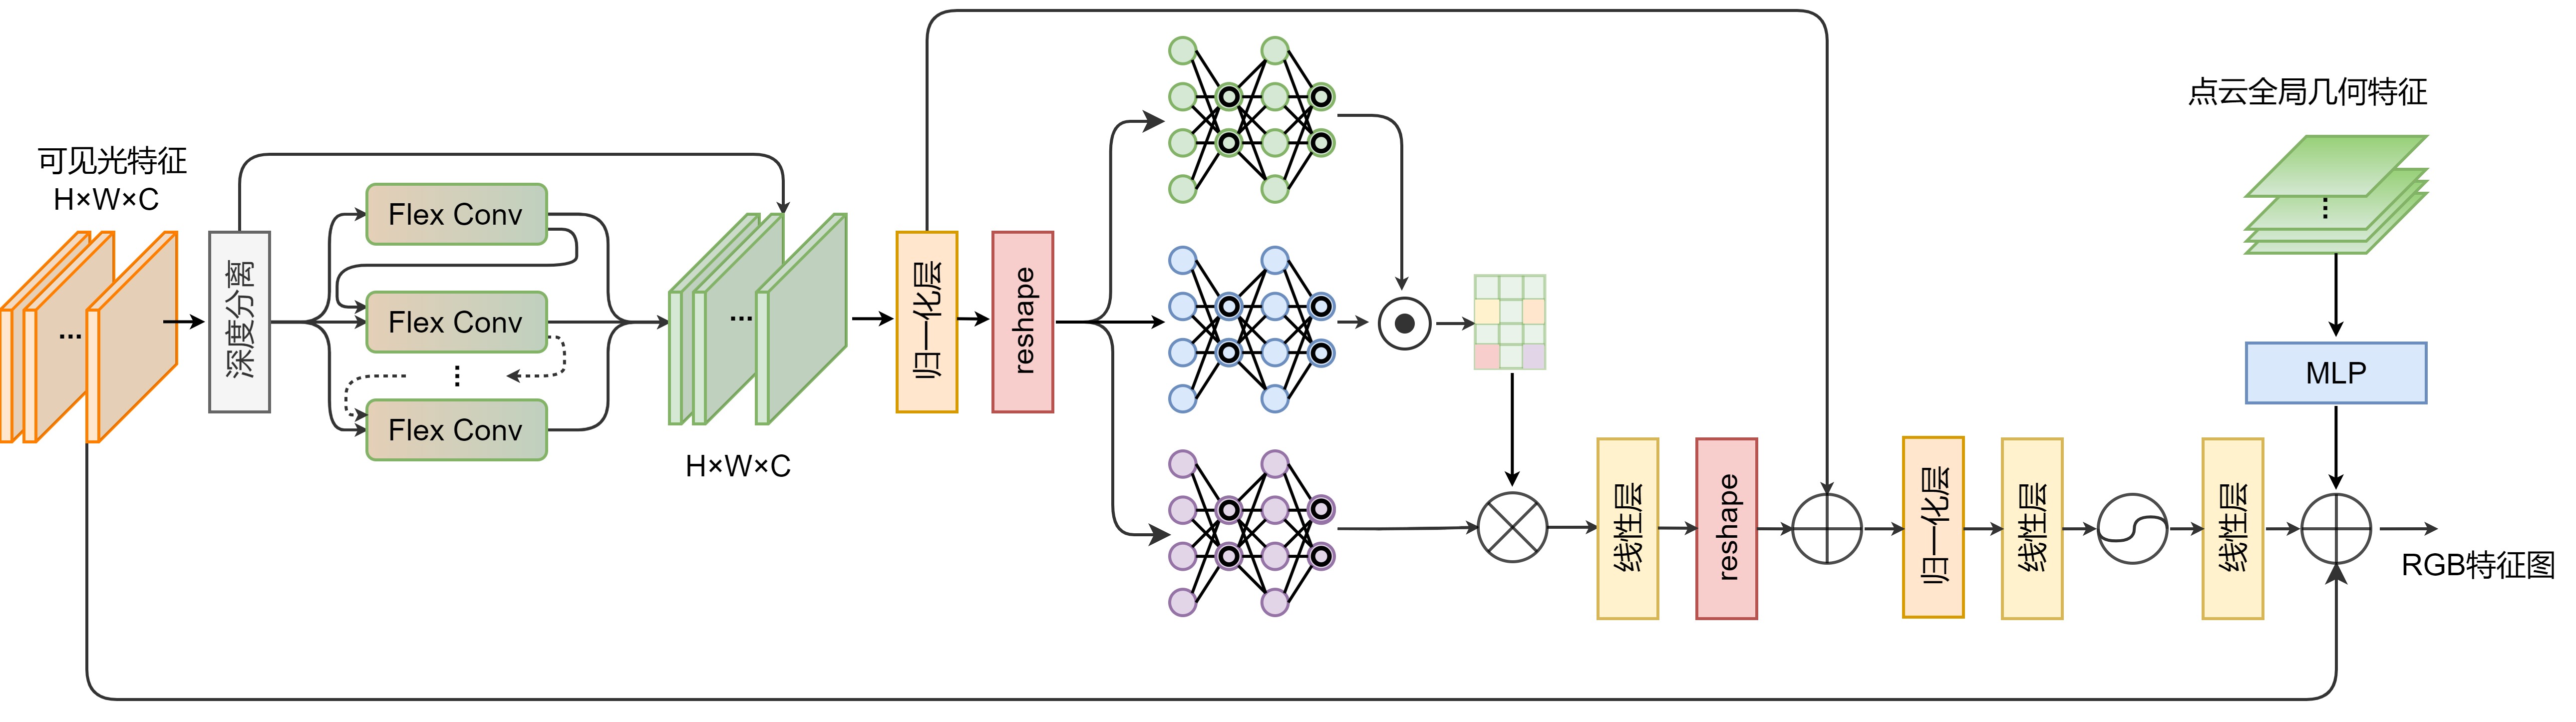 可见光特征
H×W×C
...
深度分离
Flex Conv
Flex Conv
...
Flex Conv
...
H×W×C
归一化层
reshape
线性层
reshape
归一化层
线性层
线性层
点云全局几何特征
...
MLP
RGB特征图